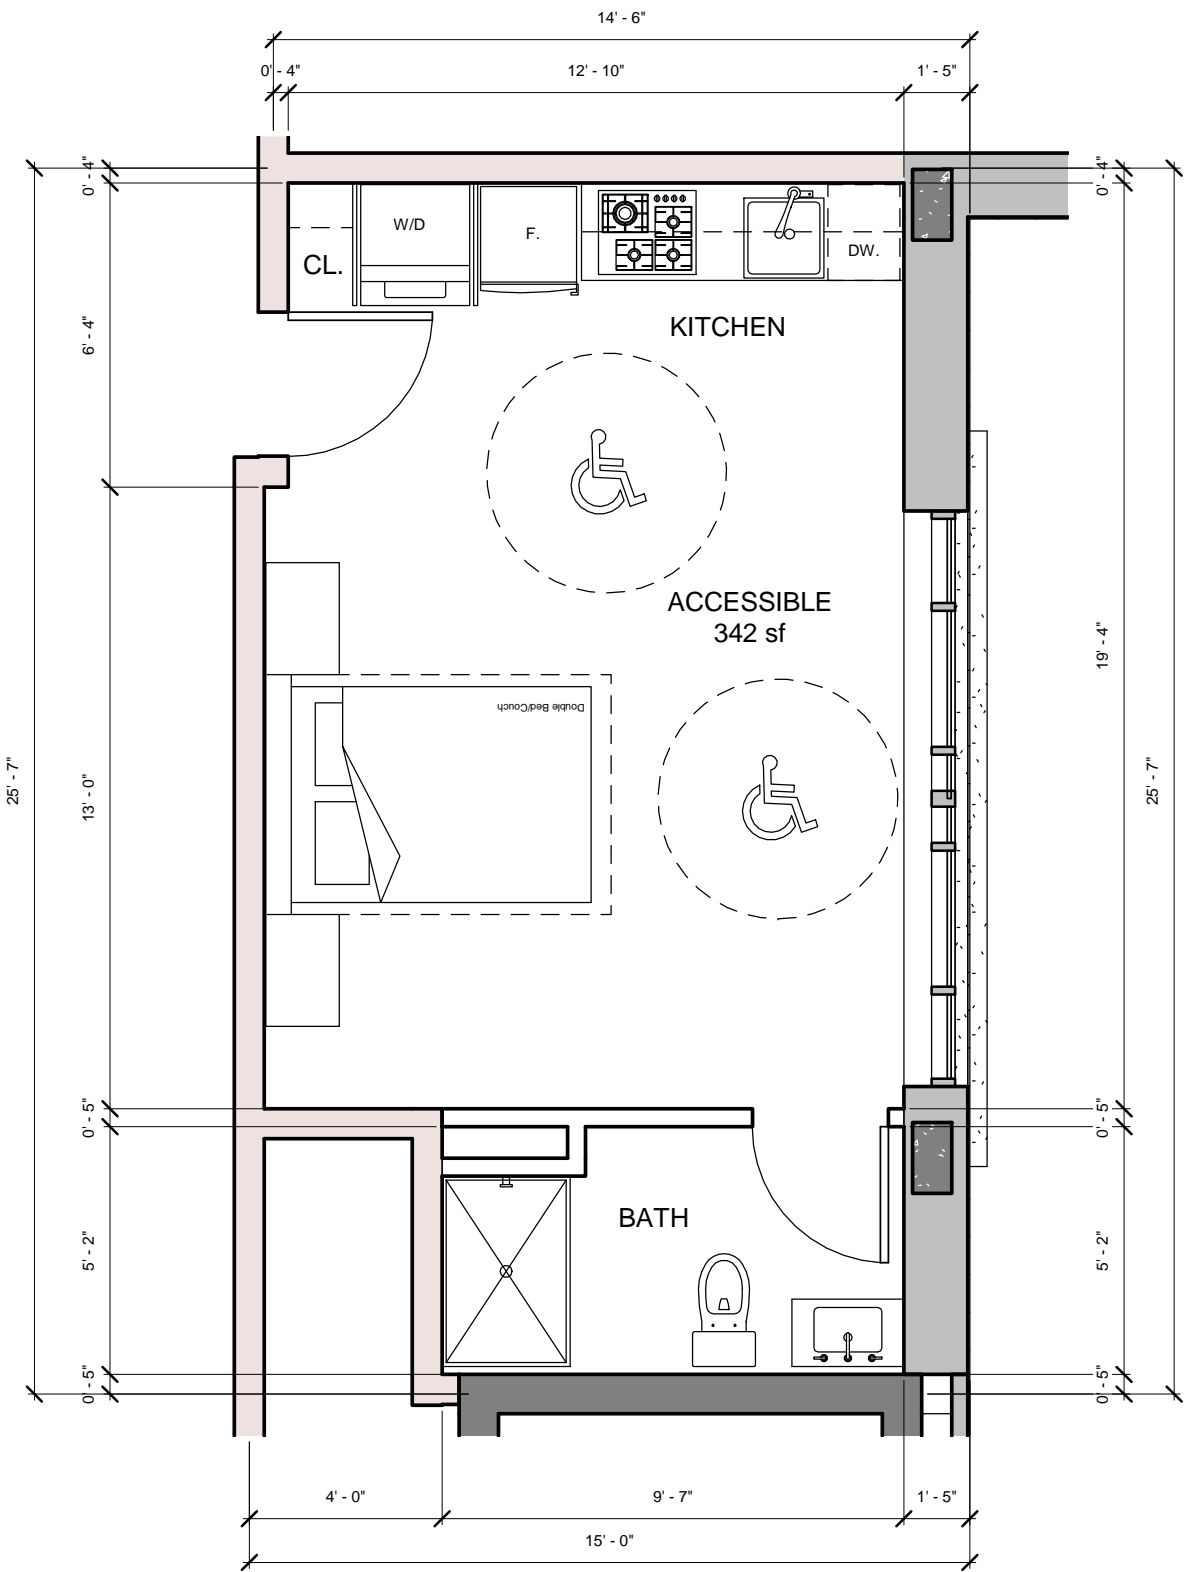 14' - 6"
0' - 4"
12' - 10"
1' - 5"
0' - 4"
0' - 4"
W/D
F.
CL.
DW.
KITCHEN
6' - 4"
ACCESSIBLE
342 sf
19' - 4"
Double Bed/Couch
25' - 7"
13' - 0"
25' - 7"
0' - 5"
0' - 5"
BATH
5' - 2"
5' - 2"
0' - 5"
0' - 5"
4' - 0"
9' - 7"
1' - 5"
15' - 0"